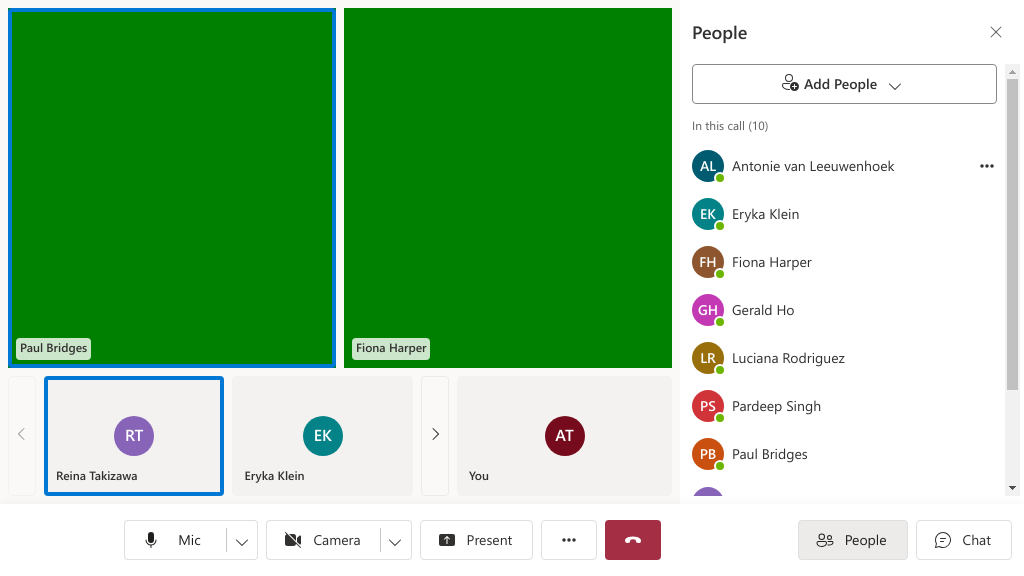 Paul Bridges
Fiona Harper
RT
Reina Takizawa
EK
Eryka Klein
AT
You
People
Add People
In this call (10)
AL Antonie van Leeuwenhoek
EK Eryka Klein
FH Fiona Harper
GH Gerald Ho
LR Luciana Rodriguez
PS Pardeep Singh
PB Paul Bridges
Mic
Camera
Present
People
Chat